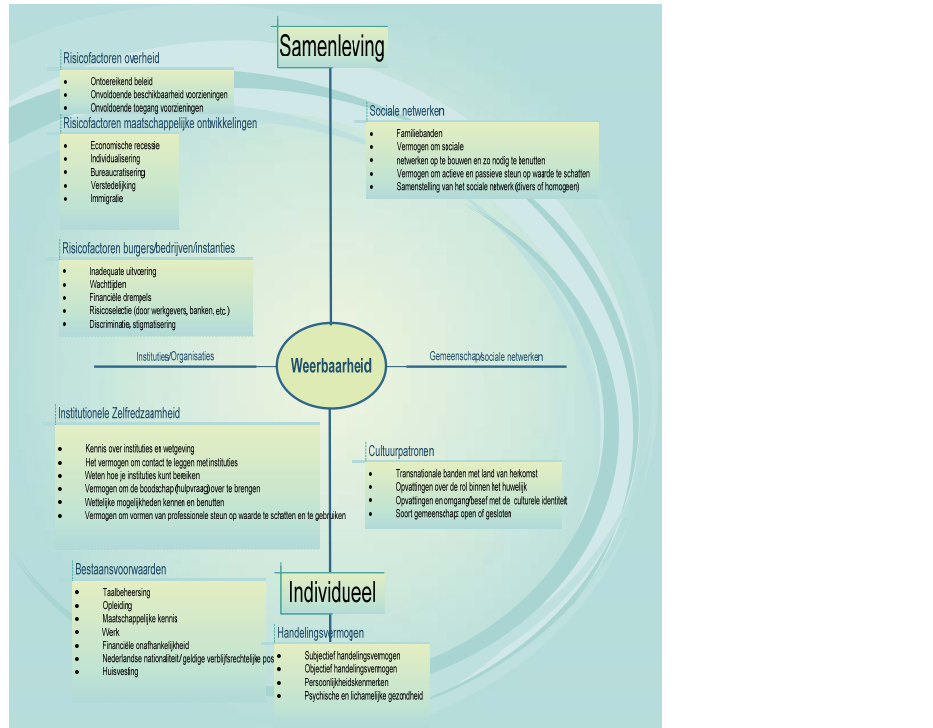 Samenleving
Risicofactoren overheid
• Ontoereikend beleid
• Onvoldoende beschikbaarheid voorzieningen
• Onvoldoende toegang voorzieningen
Risicofactoren maatschappelijke ontwikkelingen
• Economische recessie
• Individualisering
• Bureaucratisering
• Verstedelijking
• Immigratie
Sociale netwerken
• Familiebanden
• Vermogen om sociale
• netwerken op te bouwen en zo nodig te benutten
• Vermogen om actieve en passieve steun op waarde te schatten
• Samenstelling van het sociale netwerk (divers of homogeen)
Risicofactoren burgers/bedrijven/instanties
• Inadequate uitvoering
• Wachttijden
• Financiële drempels
• Risicoselectie (door werkgevers, banken, etc.)
• Discriminatie, stigmatisering
Instituties/Organisaties
Weerbaarheid
Gemeenschap/sociale netwerken
Institutionele Zelfredzaamheid
• Kennis over instituties en wetgeving
• Het vermogen om contact te leggen met instituties
• Weten hoe je instituties kunt bereiken
• Vermogen om de boodschap (hulpvraag) over te brengen
• Wettelijke mogelijkheden kennen en benutten
• Vermogen om vormen van professionele steun op waarde te schatten en te gebruiken
Cultuurpatronen
• Transnationale banden met land van herkomst
• Opvattingen over de rol binnen het huwelijk
• Opvattingen en omgang/besef met de culturele identiteit
• Soort gemeenschap: open of gesloten
Bestaansvoorwaarden
• Taalbeheersing
• Opleiding
• Maatschappelijke kennis
• Werk
• Financiële onafhankelijkheid
• Nederlandse nationaliteit/ geldige verblijfsrechtelijke pos
• Huisvesting
Individueel
Handelingsvermogen
• Subjectief handelingsvermogen
• Objectief handelingsvermogen
• Persoonlijkheidskenmerken
• Psychische en lichamelijke gezondheid